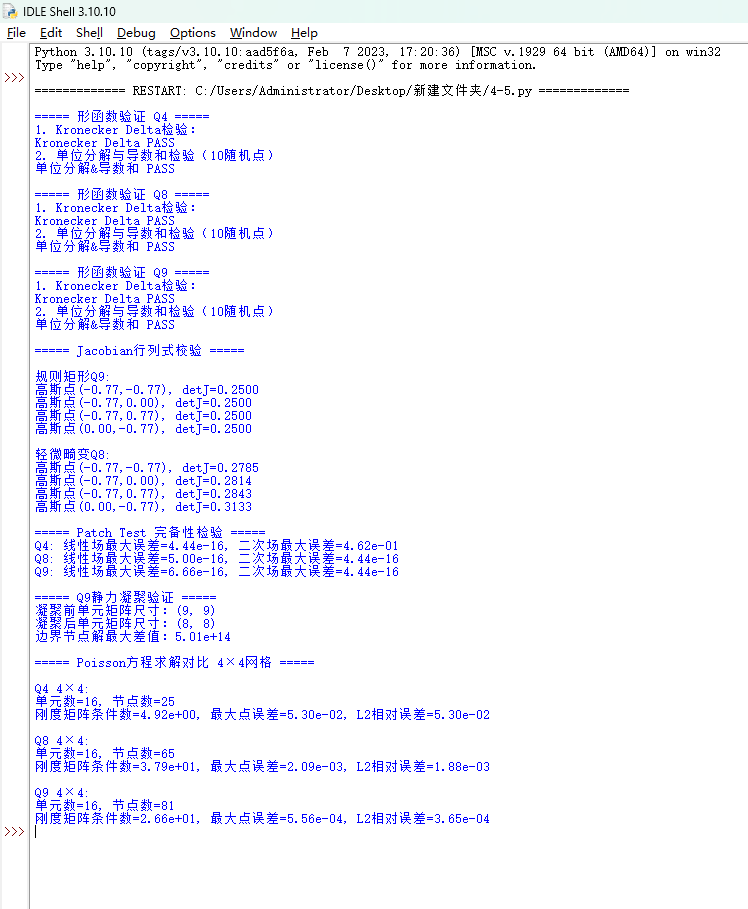 IDLE Shell 3.10.10
File Edit Shell Debug Options Window Help
Python 3.10.10 (tags/v3.10.10:aad5f6a, Feb  7 2023, 17:20:36) [MSC v.1929 64 bit (AMD64)] on win32
Type "help", "copyright", "credits" or "license()" for more information.
>>>
============= RESTART: C:/Users/Administrator/Desktop/新建文件夹/4-5.py =============
===== 形函数验证 Q4 =====
1. Kronecker Delta检验:
Kronecker Delta PASS
2. 单位分解与导数和检验（10随机点）
单位分解&导数和 PASS
===== 形函数验证 Q8 =====
1. Kronecker Delta检验:
Kronecker Delta PASS
2. 单位分解与导数和检验（10随机点）
单位分解&导数和 PASS
===== 形函数验证 Q9 =====
1. Kronecker Delta检验:
Kronecker Delta PASS
2. 单位分解与导数和检验（10随机点）
单位分解&导数和 PASS
===== Jacobian行列式校验 =====
规则矩形Q9:
高斯点(-0.77,-0.77), detJ=0.2500
高斯点(-0.77,0.00), detJ=0.2500
高斯点(-0.77,0.77), detJ=0.2500
高斯点(0.00,-0.77), detJ=0.2500
轻微畸变Q8:
高斯点(-0.77,-0.77), detJ=0.2785
高斯点(-0.77,0.00), detJ=0.2814
高斯点(-0.77,0.77), detJ=0.2843
高斯点(0.00,-0.77), detJ=0.3133
===== Patch Test 完备性检验 =====
Q4: 线性场最大误差=4.44e-16, 二次场最大误差=4.62e-01
Q8: 线性场最大误差=5.00e-16, 二次场最大误差=4.44e-16
Q9: 线性场最大误差=6.66e-16, 二次场最大误差=4.44e-16
===== Q9静力凝聚验证 =====
凝聚前单元矩阵尺寸: (9, 9)
凝聚后单元矩阵尺寸: (8, 8)
边界节点解最大差值: 5.01e+14
===== Poisson方程求解对比 4×4网格 =====
Q4 4×4:
单元数=16, 节点数=25
刚度矩阵条件数=4.92e+00, 最大点误差=5.30e-02, L2相对误差=5.30e-02
Q8 4×4:
单元数=16, 节点数=65
刚度矩阵条件数=3.79e+01, 最大点误差=2.09e-03, L2相对误差=1.88e-03
Q9 4×4:
单元数=16, 节点数=81
刚度矩阵条件数=2.66e+01, 最大点误差=5.56e-04, L2相对误差=3.65e-04
>>>